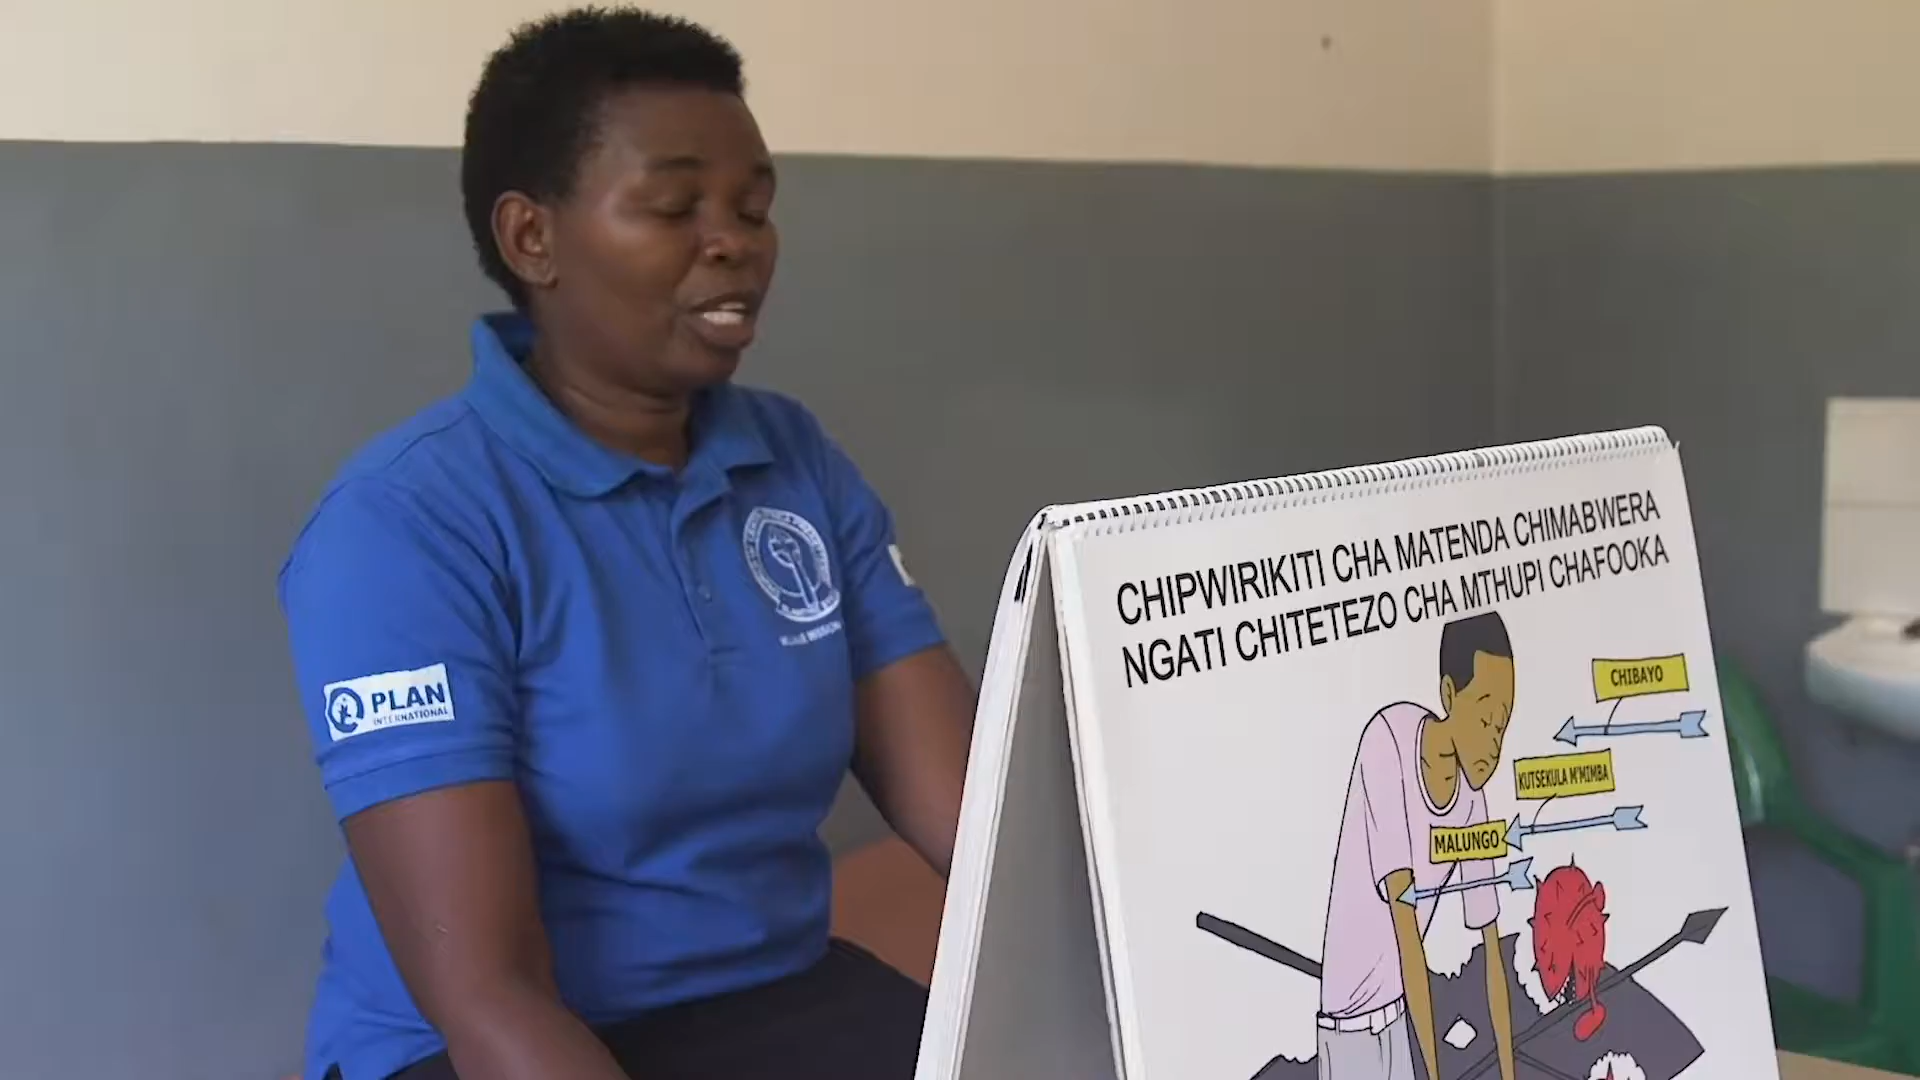 CHIPWIRIKITI CHA MATENDA CHIMABWERA
NGATI CHITETEZO CHA MTHUPI CHAFOOKA
CHIBAYO
KUTSEKULA M'MIMBA
MALUNGO
PLAN
INTERNATIONAL